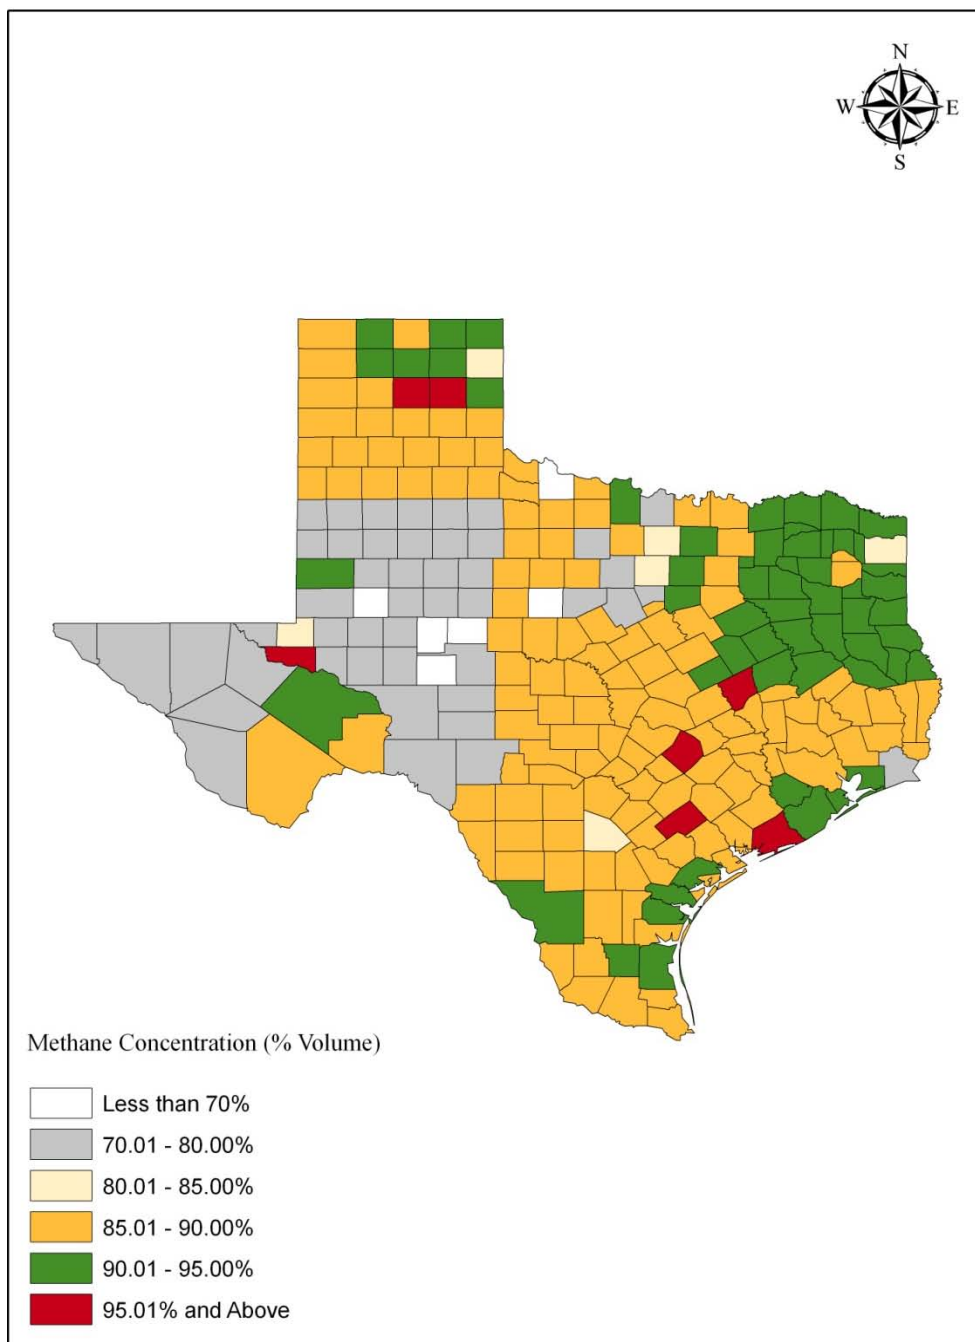 N
W E
S
Methane Concentration (% Volume)
Less than 70%
70.01 - 80.00%
80.01 - 85.00%
85.01 - 90.00%
90.01 - 95.00%
95.01% and Above